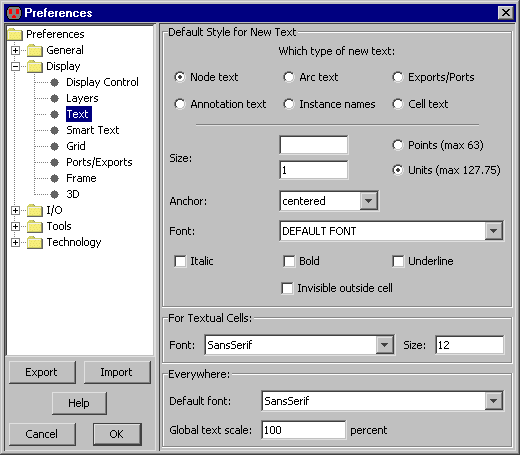 Preferences
Preferences
General
Display
Display Control
Layers
Text
Smart Text
Grid
Ports/Exports
Frame
3D
I/O
Tools
Technology
Export Import
Help
Cancel OK
Default Style for New Text
Which type of new text:
Node text Arc text Exports/Ports
Annotation text Instance names Cell text
Size:
Points (max 63)
1 Units (max 127.75)
Anchor: centered
Font: DEFAULT FONT
Italic Bold Underline
Invisible outside cell
For Textual Cells:
Font: SansSerif Size: 12
Everywhere:
Default font: SansSerif
Global text scale: 100 percent